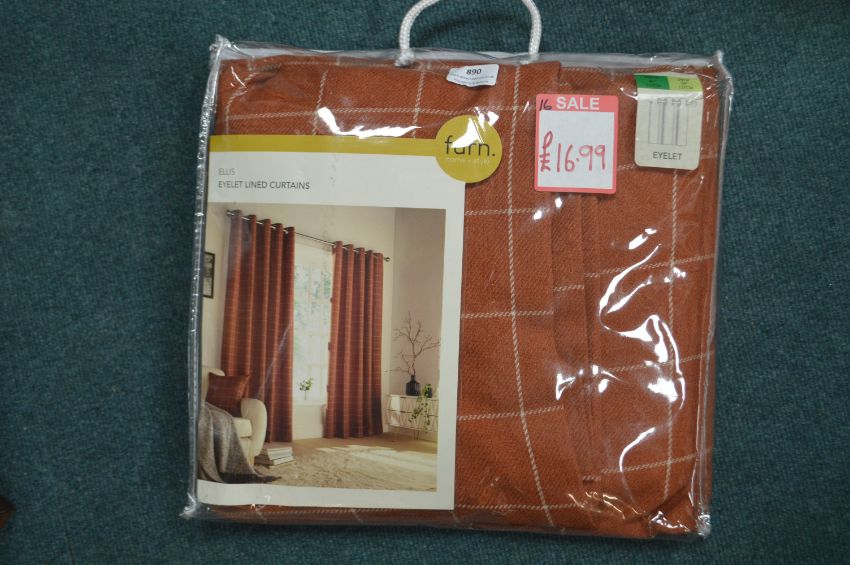 890
16 SALE
£16.99
furn.
home + style
ELLIS
EYELET LINED CURTAINS
EYELET